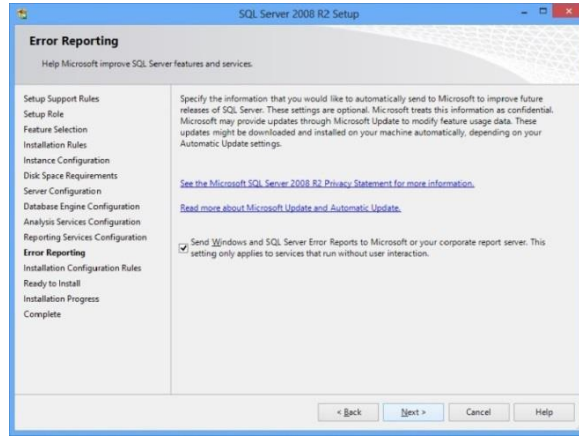 SQL Server 2008 R2 Setup
Error Reporting
Help Microsoft improve SQL Server features and services.
Setup Support Rules
Setup Role
Feature Selection
Installation Rules
Instance Configuration
Disk Space Requirements
Server Configuration
Database Engine Configuration
Analysis Services Configuration
Reporting Services Configuration
Error Reporting
Installation Configuration Rules
Ready to Install
Installation Progress
Complete
Specify the information that you would like to automatically send to Microsoft to improve future
releases of SQL Server. These settings are optional. Microsoft treats this information as confidential.
Microsoft may provide updates through Microsoft Update to modify feature usage data. These
updates might be downloaded and installed on your machine automatically, depending on your
Automatic Update settings.
See the Microsoft SQL Server 2008 R2 Privacy Statement for more information.
Read more about Microsoft Update and Automatic Update.
Send Windows and SQL Server Error Reports to Microsoft or your corporate report server. This
setting only applies to services that run without user interaction.
< Back
Next >
Cancel
Help